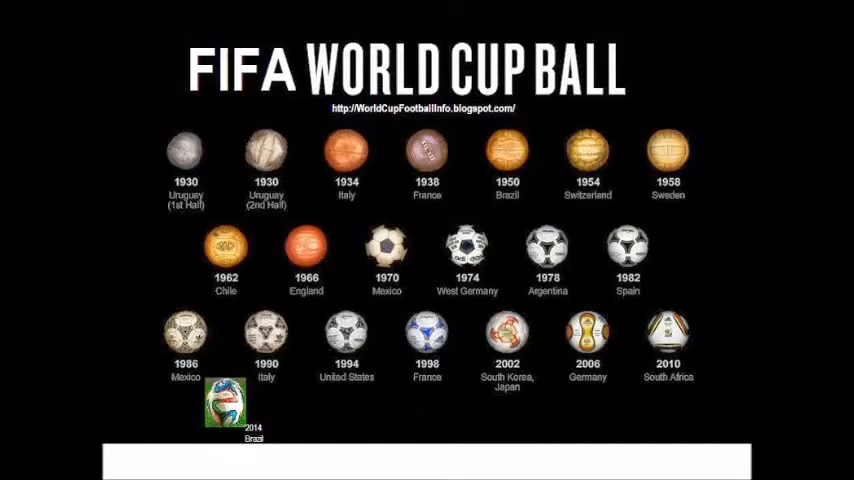 FIFA WORLD CUP BALL
http://WorldCupFootballInfo.blogspot.com/
1930 1930 1934 1938 1950 1954 1958
Uruguay Uruguay Italy France Brazil Switzerland Sweden
(1st Half) (2nd Half)
1962 1966 1970 1974 1978 1982
Chile England Mexico West Germany Argentina Spain
1986 1990 1994 1998 2002 2006 2010
Mexico Italy United States France South Korea, Germany South Africa
Japan
2014
Brazil